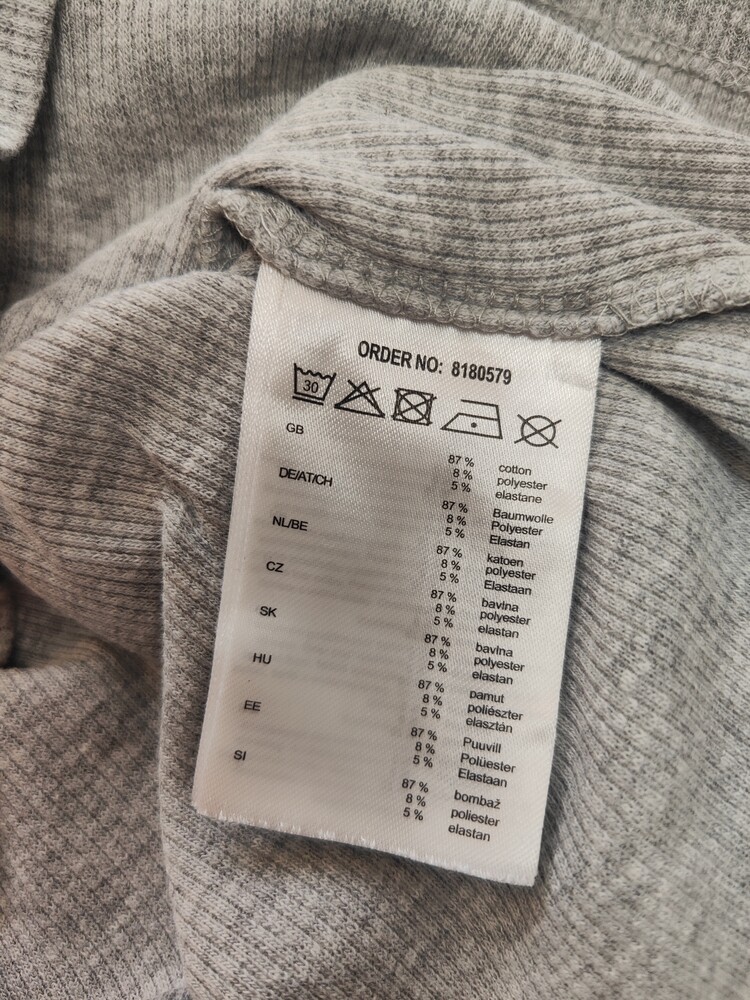 ORDER NO: 8180579
30
GB
87 % cotton
8 % polyester
5 % elastane
DE/AT/CH
87 % Baumwolle
8 % Polyester
5 % Elastan
NL/BE
87 % katoen
8 % polyester
5 % Elastaan
CZ
87 % bavlna
8 % polyester
5 % elastan
SK
87 % bavlna
8 % polyester
5 % elastan
HU
87 % pamut
8 % poliészter
5 % elasztán
EE
87 % Puuvill
8 % Polüester
5 % Elastaan
SI
87 % bombaž
8 % poliester
5 % elastan